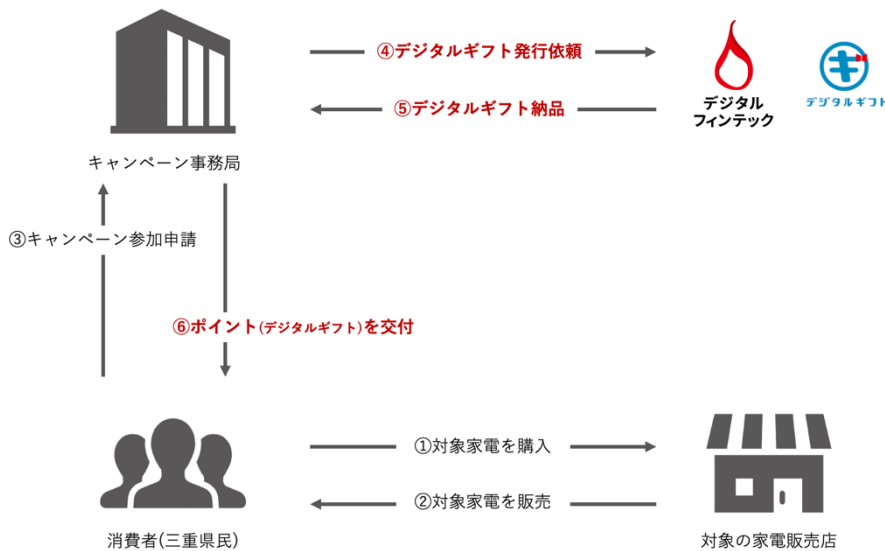 ④デジタルギフト発行依頼
⑤デジタルギフト納品
デジタル
フィンテック
ギ
デジタルギフト
キャンペーン事務局
③キャンペーン参加申請
⑥ポイント(デジタルギフト)を交付
①対象家電を購入
②対象家電を販売
消費者(三重県民)
対象の家電販売店